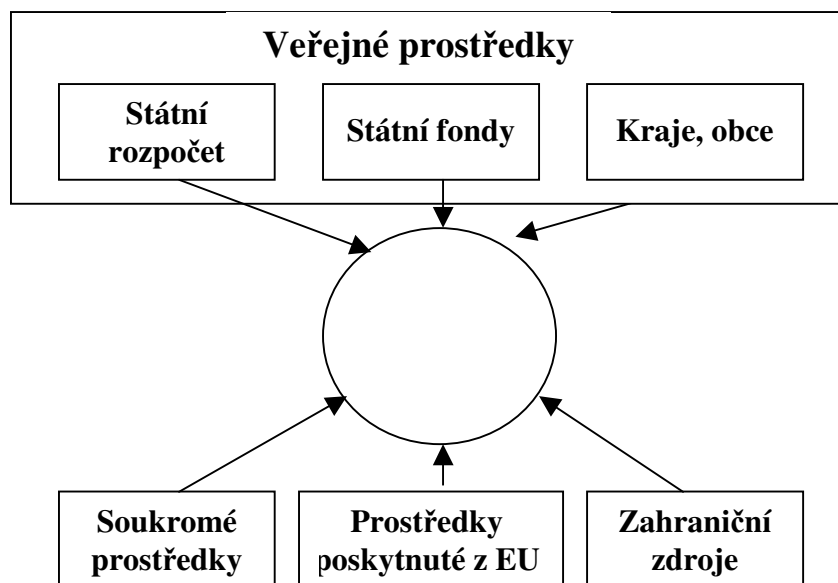 Veřejné prostředky
Státní
rozpočet
Státní fondy
Kraje, obce
Soukromé
prostředky
Prostředky
poskytnuté z EU
Zahraniční
zdroje